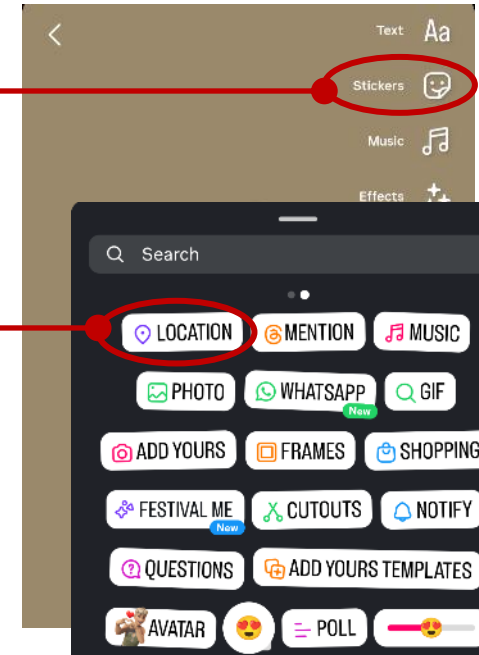 Text Aa
Stickers
Music
Effects
Search
LOCATION MENTION MUSIC
PHOTO WHATSAPP GIF
New
ADD YOURS FRAMES SHOPPING
FESTIVAL ME CUTOUTS NOTIFY
New
QUESTIONS ADD YOURS TEMPLATES
AVATAR POLL